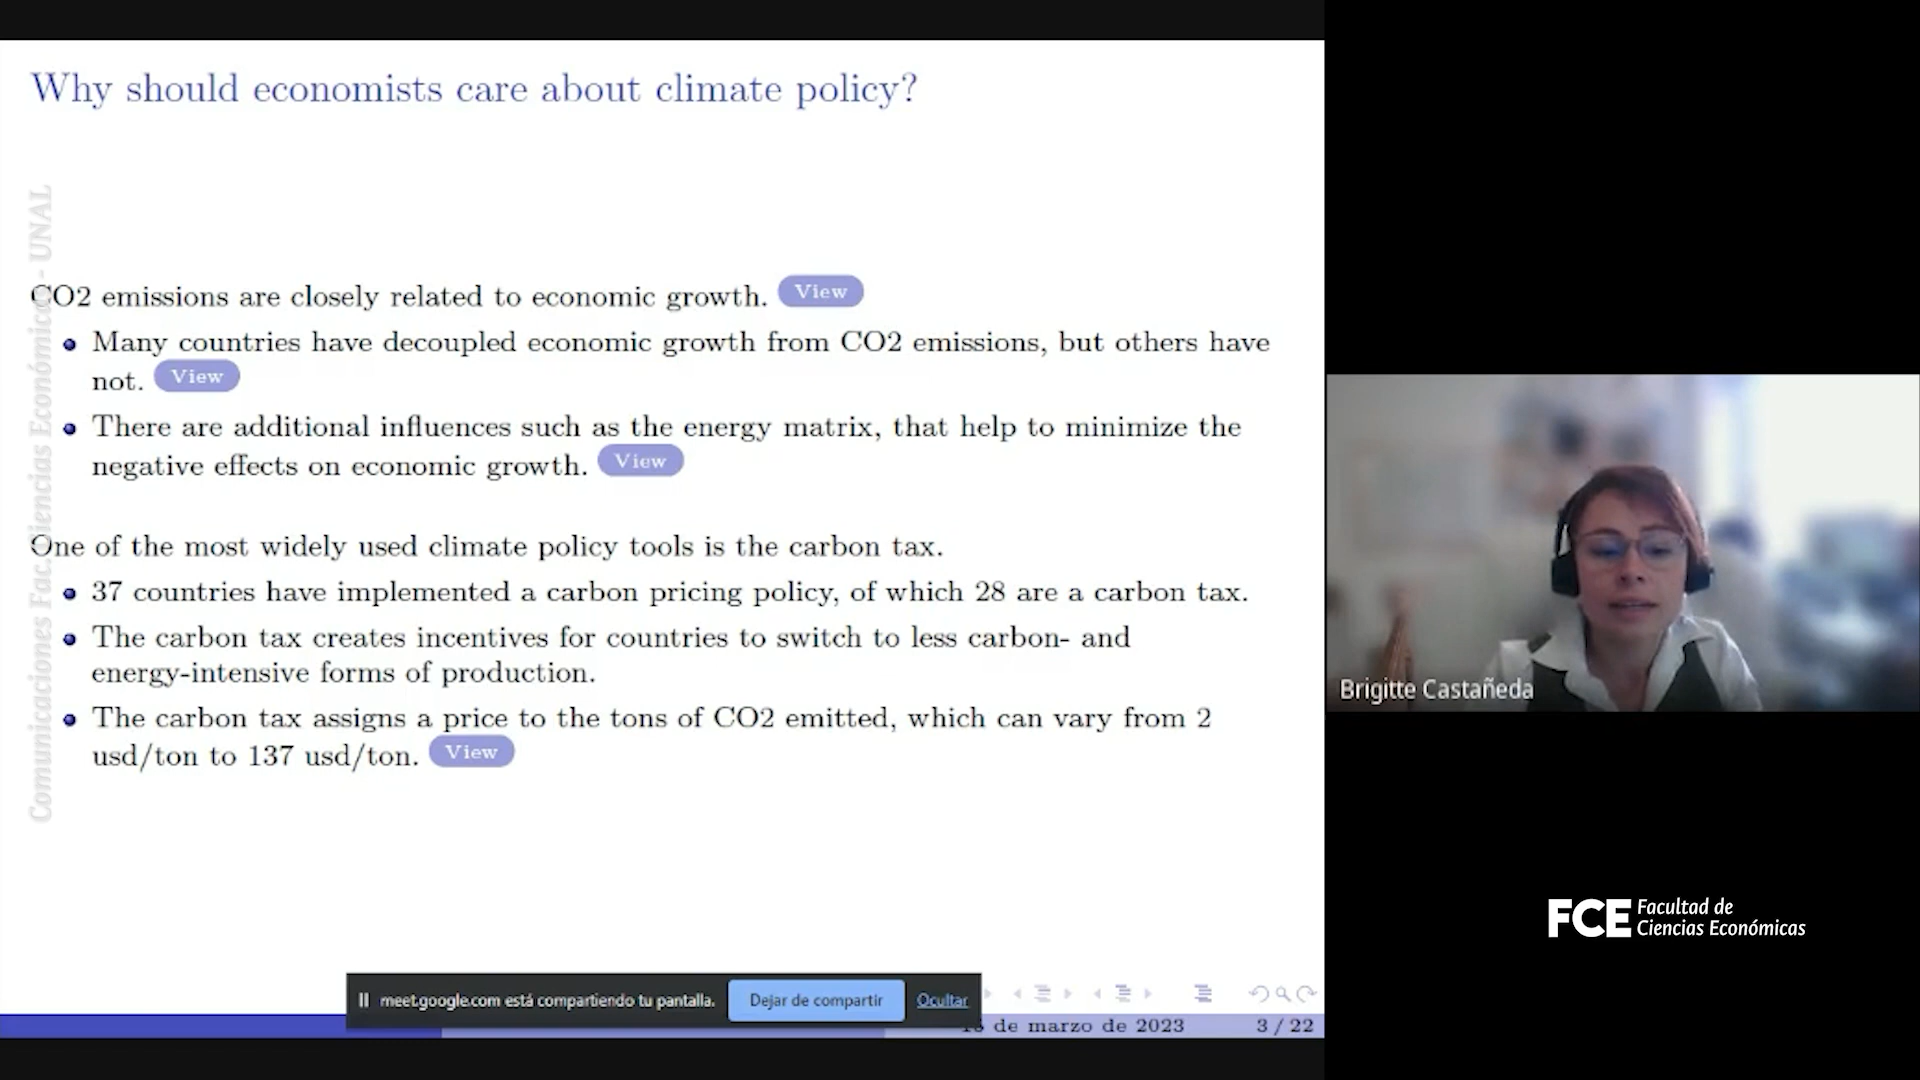 Why should economists care about climate policy?
CO2 emissions are closely related to economic growth. View
Many countries have decoupled economic growth from CO2 emissions, but others have
not. View
There are additional influences such as the energy matrix, that help to minimize the
negative effects on economic growth. View
One of the most widely used climate policy tools is the carbon tax.
37 countries have implemented a carbon pricing policy, of which 28 are a carbon tax.
The carbon tax creates incentives for countries to switch to less carbon- and
energy-intensive forms of production.
The carbon tax assigns a price to the tons of CO2 emitted, which can vary from 2
usd/ton to 137 usd/ton. View
Comunicaciones Fac.Ciencias Económicas - UNAL
meet.google.com está compartiendo tu pantalla. Dejar de compartir Ocultar
de marzo de 2023 3 / 22
Brigitte Castañeda
FCE Facultad de
Ciencias Económicas